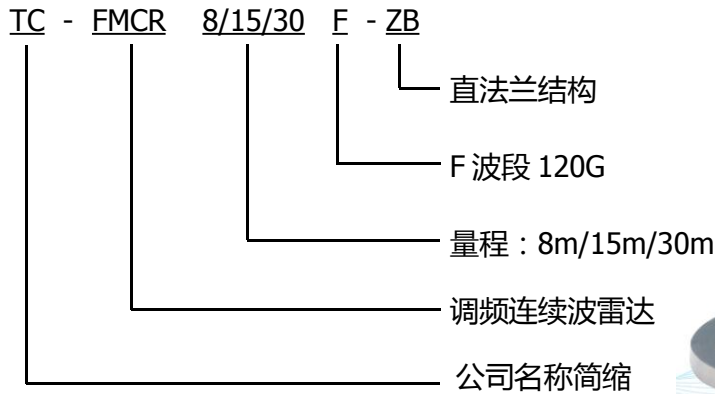 TC - FMCR 8/15/30 F - ZB
直法兰结构
F 波段 120G
量程：8m/15m/30m
调频连续波雷达
公司名称简缩